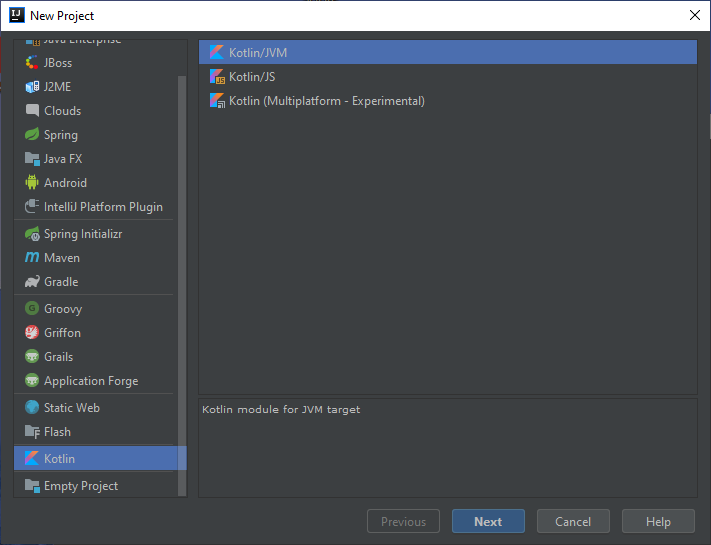 New Project
Java Enterprise
JBoss
J2ME
Clouds
Spring
Java FX
Android
IntelliJ Platform Plugin
Spring Initializr
Maven
Gradle
Groovy
Griffon
Grails
Application Forge
Static Web
Flash
Kotlin
Empty Project
Kotlin/JVM
Kotlin/JS
Kotlin (Multiplatform - Experimental)
Kotlin module for JVM target
Previous
Next
Cancel
Help